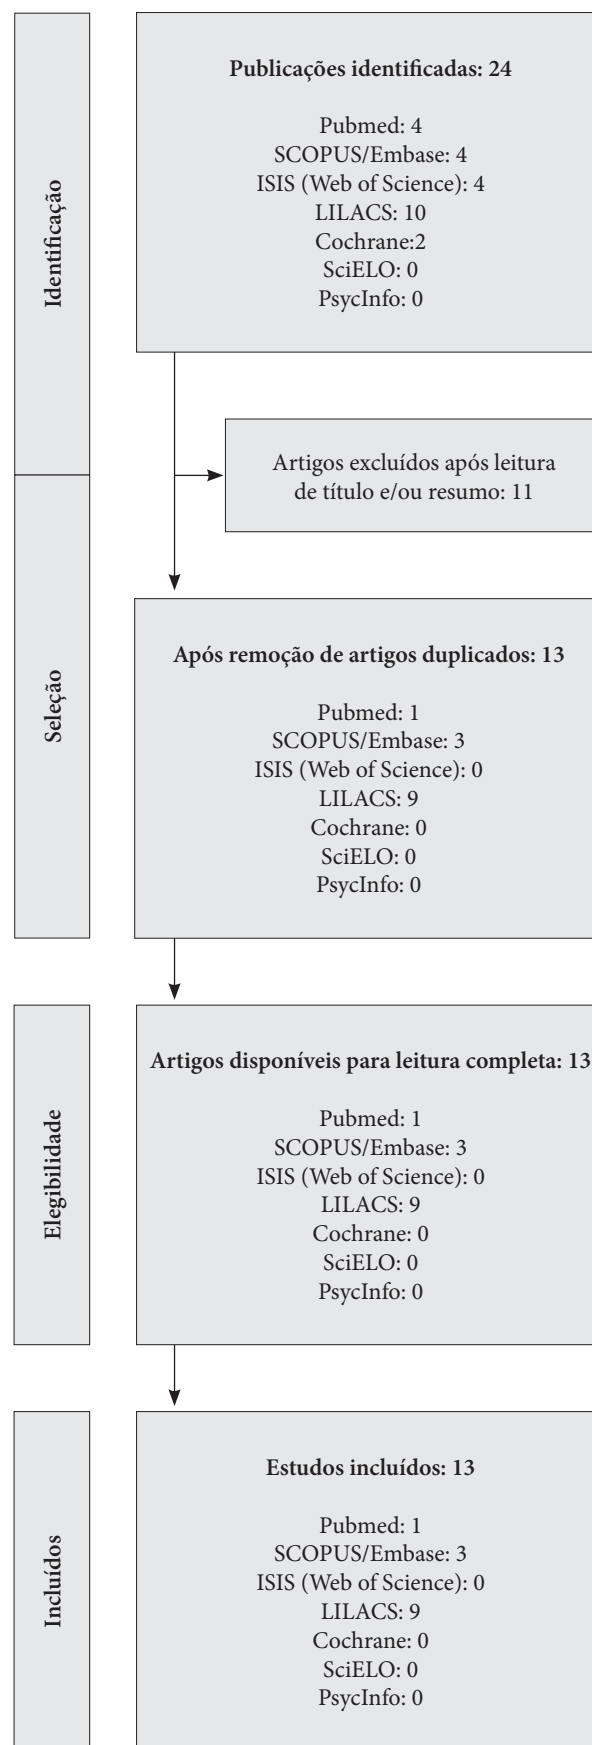 Identificação
Publicações identificadas: 24
Pubmed: 4
SCOPUS/Embase: 4
ISIS (Web of Science): 4
LILACS: 10
Cochrane:2
SciELO: 0
PsycInfo: 0
Artigos excluídos após leitura
de título e/ou resumo: 11
Seleção
Após remoção de artigos duplicados: 13
Pubmed: 1
SCOPUS/Embase: 3
ISIS (Web of Science): 0
LILACS: 9
Cochrane: 0
SciELO: 0
PsycInfo: 0
Elegibilidade
Artigos disponíveis para leitura completa: 13
Pubmed: 1
SCOPUS/Embase: 3
ISIS (Web of Science): 0
LILACS: 9
Cochrane: 0
SciELO: 0
PsycInfo: 0
Incluídos
Estudos incluídos: 13
Pubmed: 1
SCOPUS/Embase: 3
ISIS (Web of Science): 0
LILACS: 9
Cochrane: 0
SciELO: 0
PsycInfo: 0